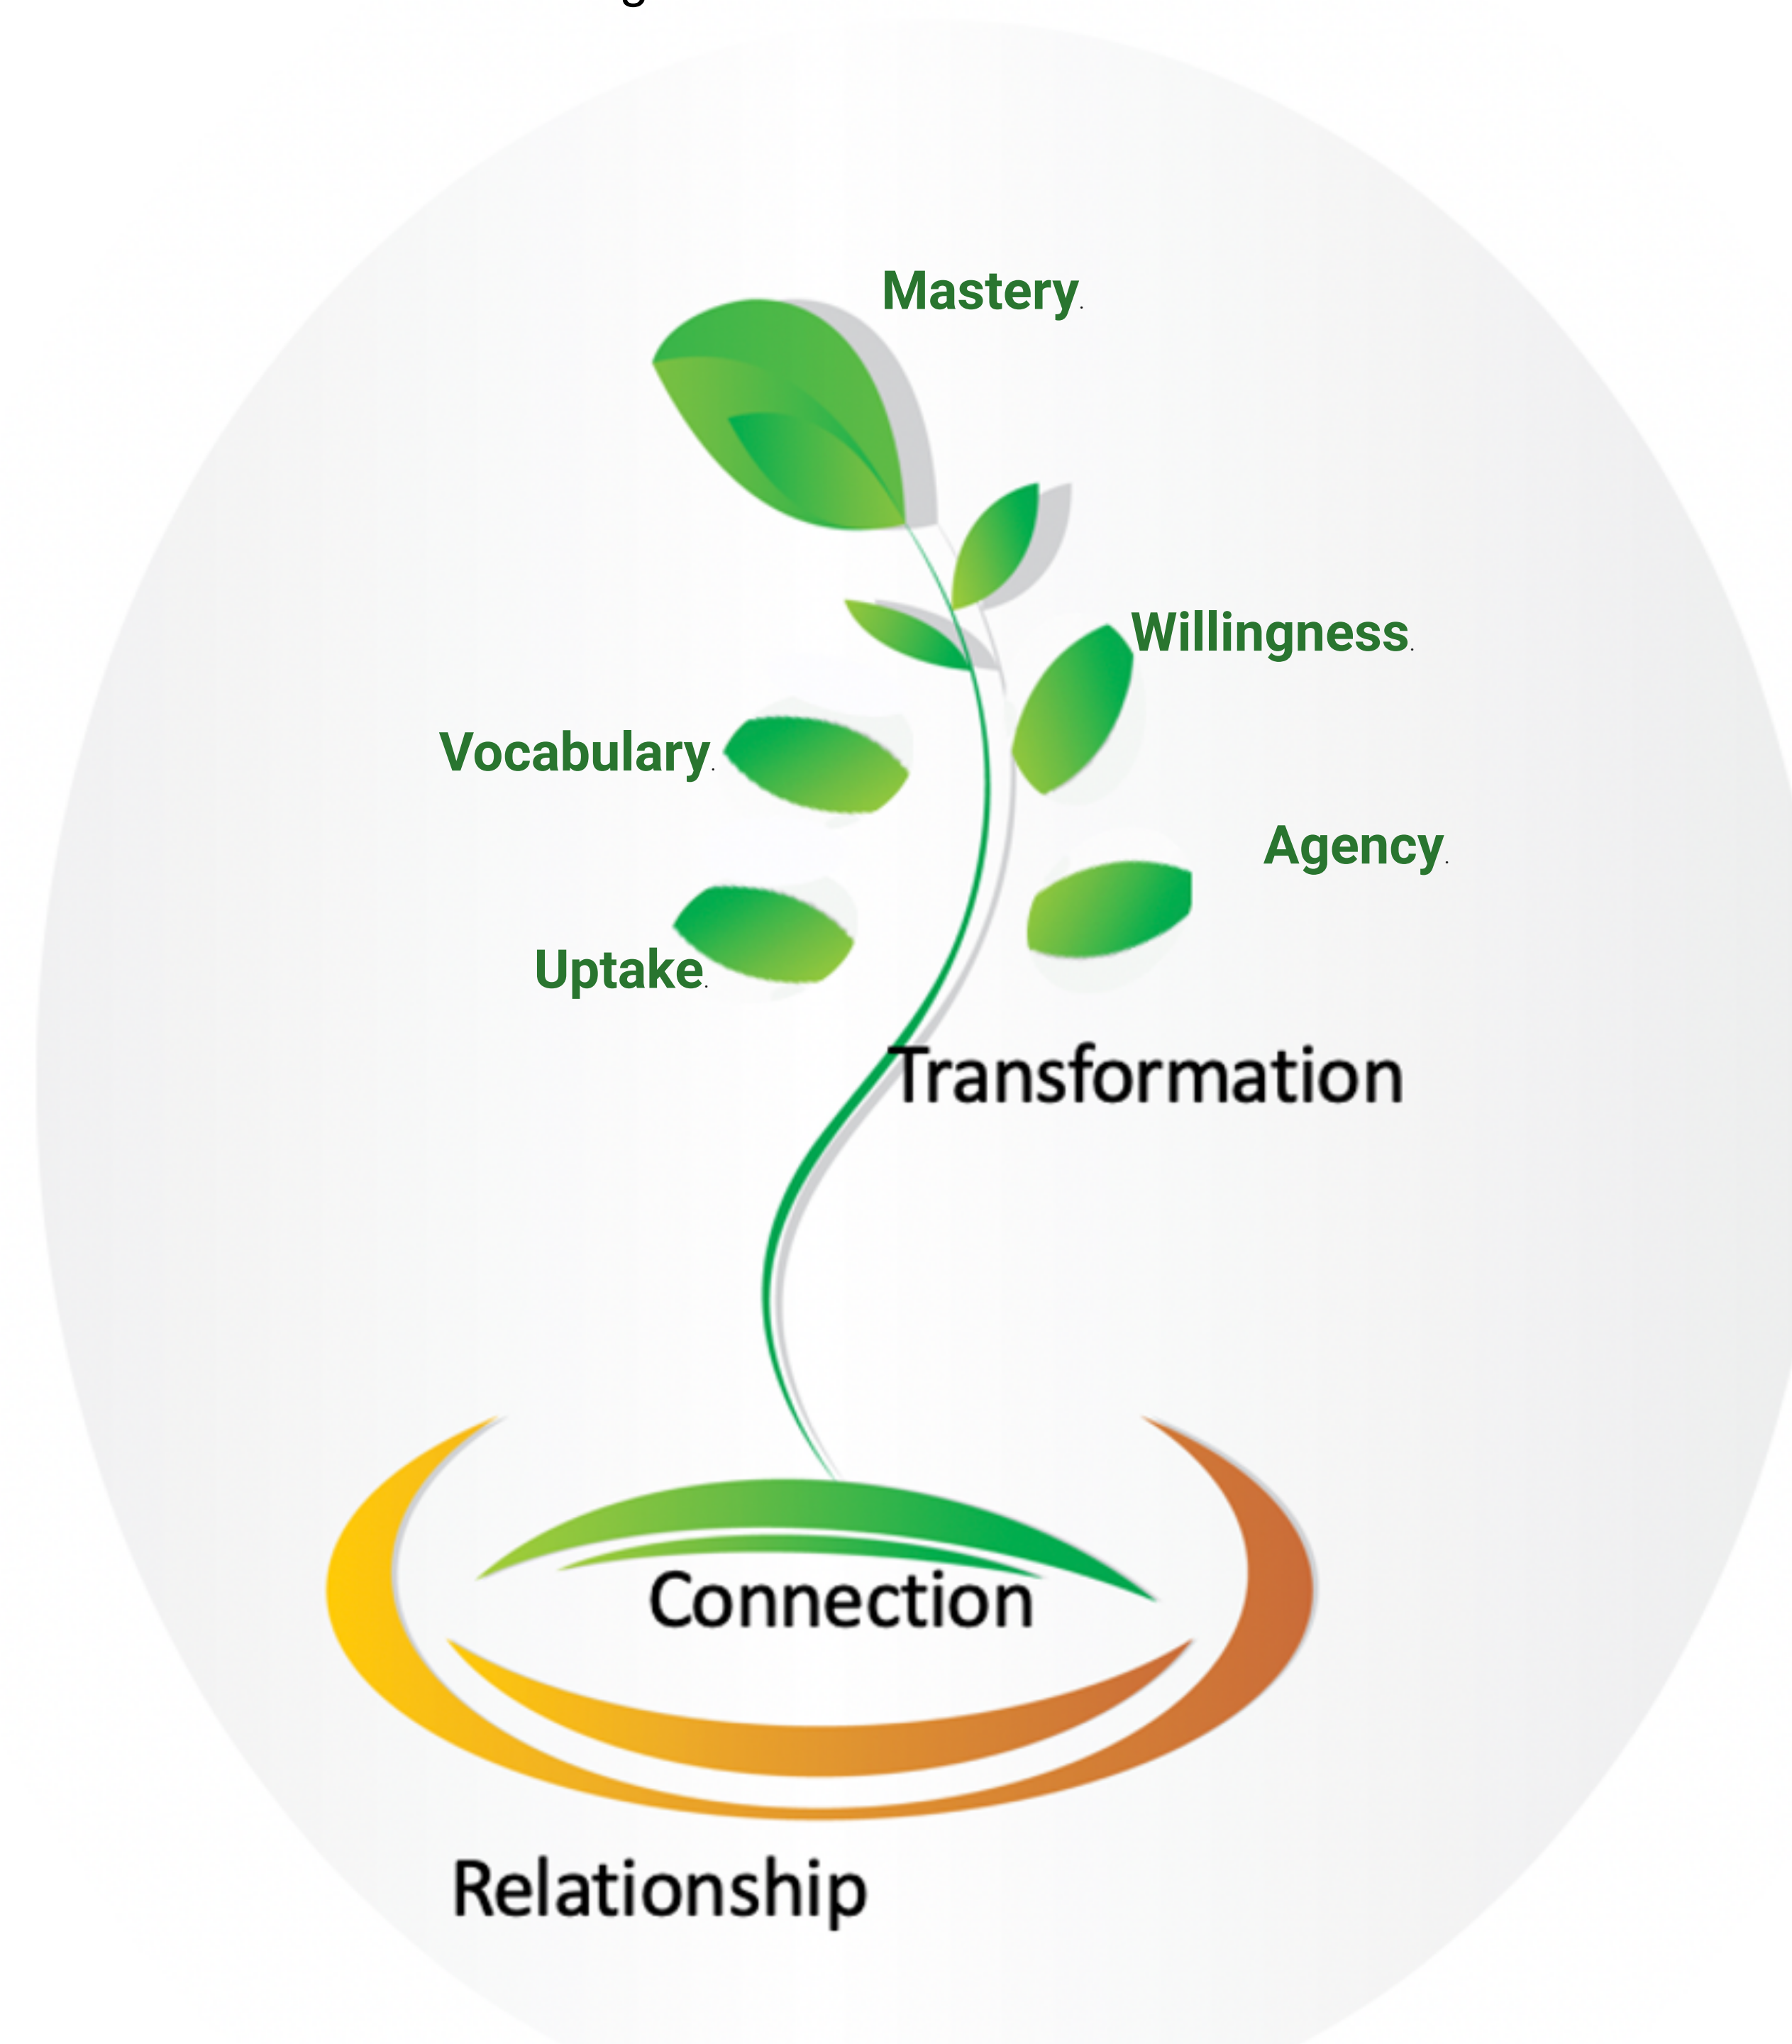 Mastery.
Willingness.
Vocabulary.
Agency.
Uptake.
Transformation
Connection
Relationship